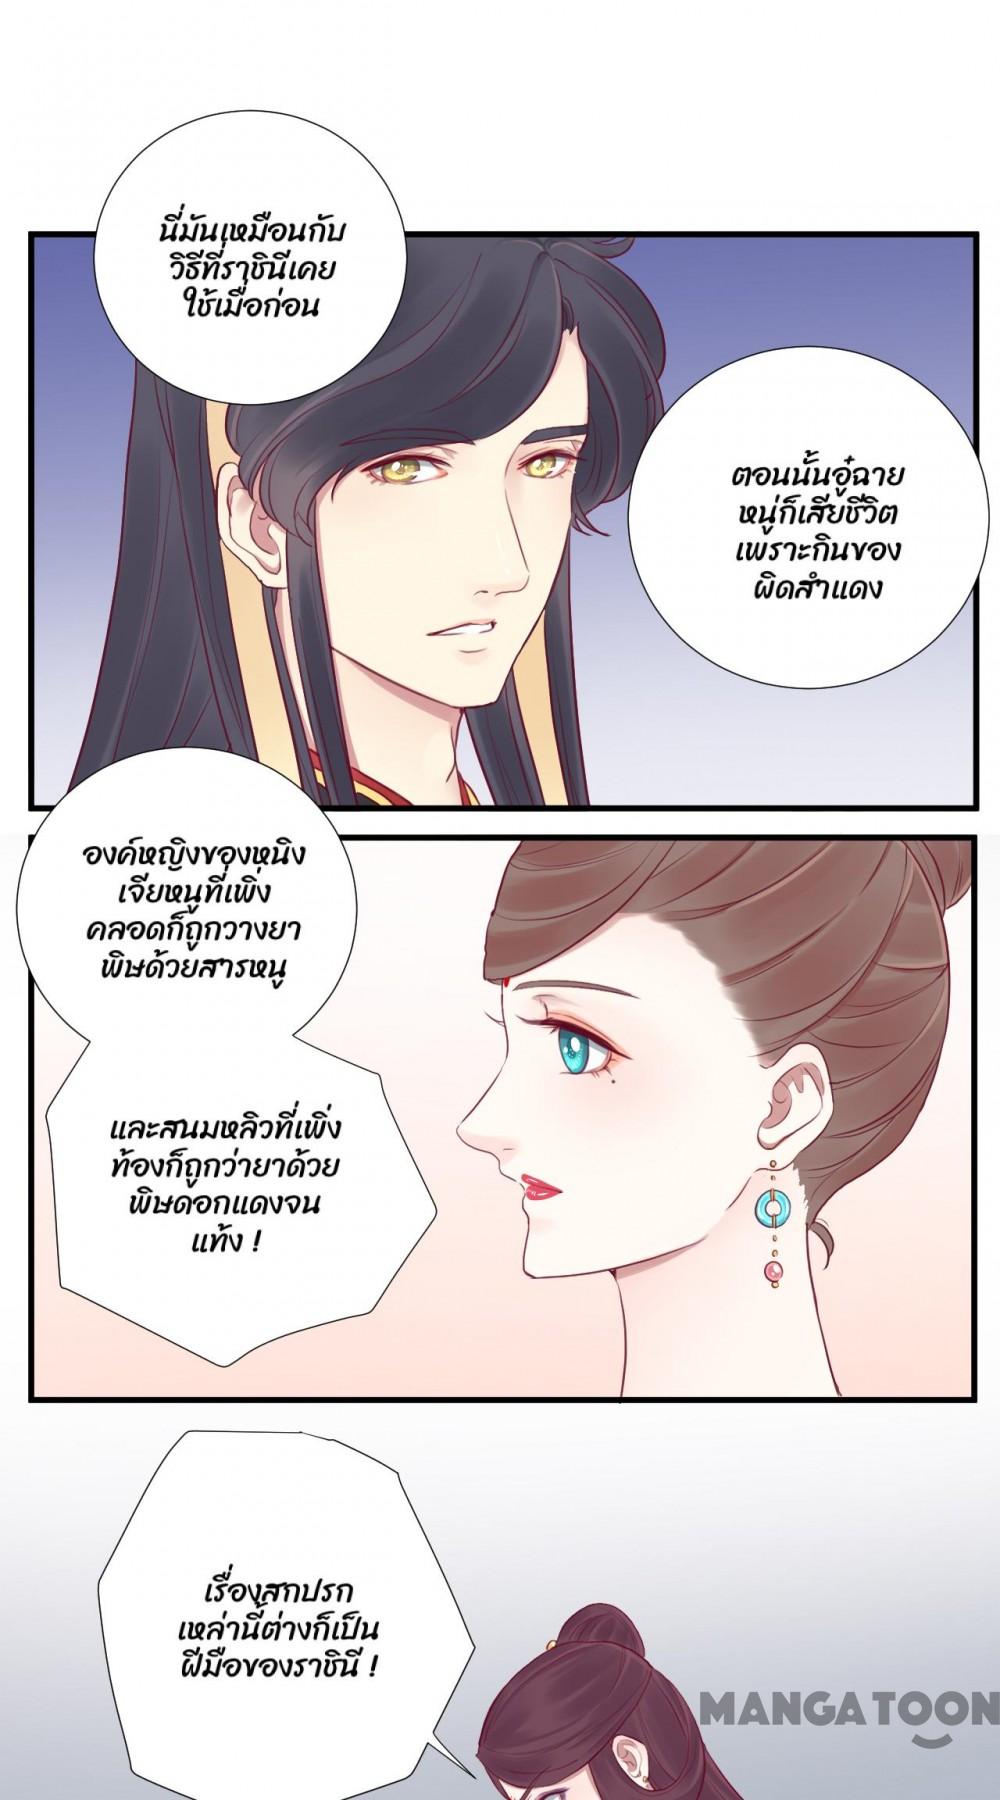 นี่มันเหมือนกับ
วิธีที่ราชินีเคย
ใช้เมื่อก่อน
ตอนนั้นอู๋ฉาย
หนู่ก็เสียชีวิต
เพราะกินของ
ผิดสำแดง
องค์หญิงของหนิง
เจียหนูที่เพิ่ง
คลอดก็ถูกวางยา
พิษด้วยสารหนู
และสนมหลิวที่เพิ่ง
ท้องก็ถูกว่ายาด้วย
พิษดอกแดงจน
แท้ง !
เรื่องสกปรก
เหล่านี้ต่างก็เป็น
ฝีมือของราชินี !
MANGATOON